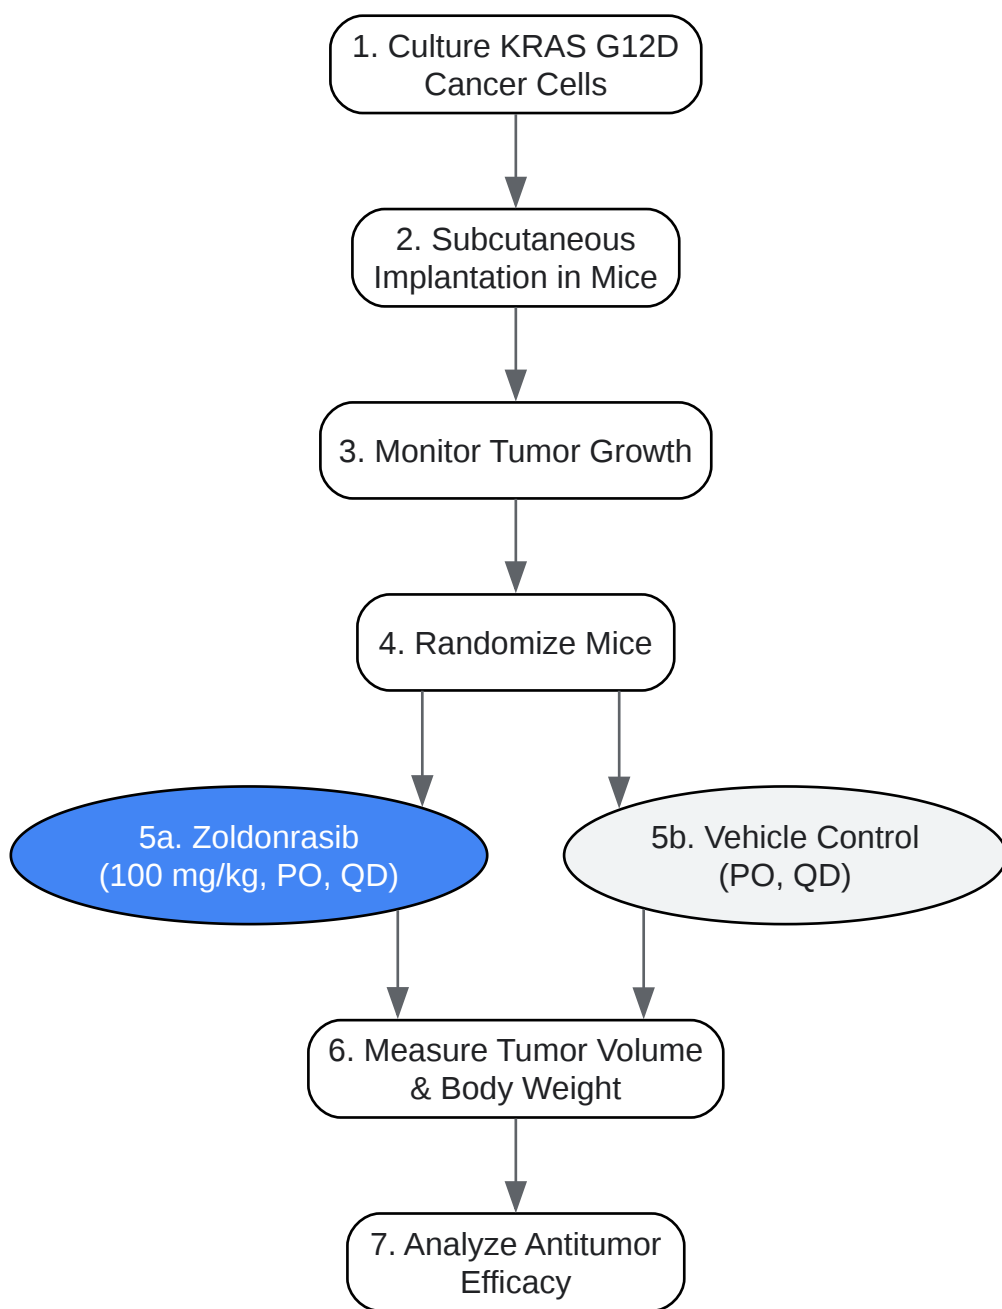 1. Culture KRAS G12D
Cancer Cells
2. Subcutaneous
Implantation in Mice
3. Monitor Tumor Growth
4. Randomize Mice
5a. Zoldonrasib
(100 mg/kg, PO, QD)
5b. Vehicle Control
(PO, QD)
6. Measure Tumor Volume
& Body Weight
7. Analyze Antitumor
Efficacy